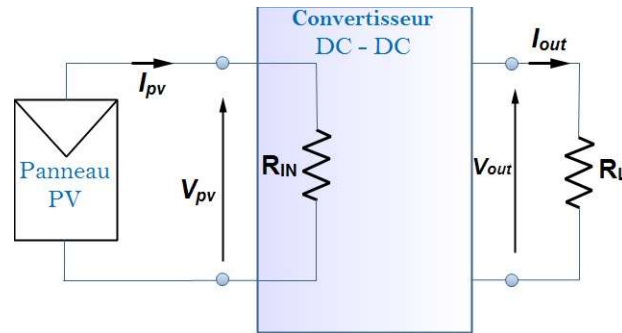 Convertisseur
DC - DC
Ipv
Iout
Panneau
PV
Vpv
RIN
Vout
RL